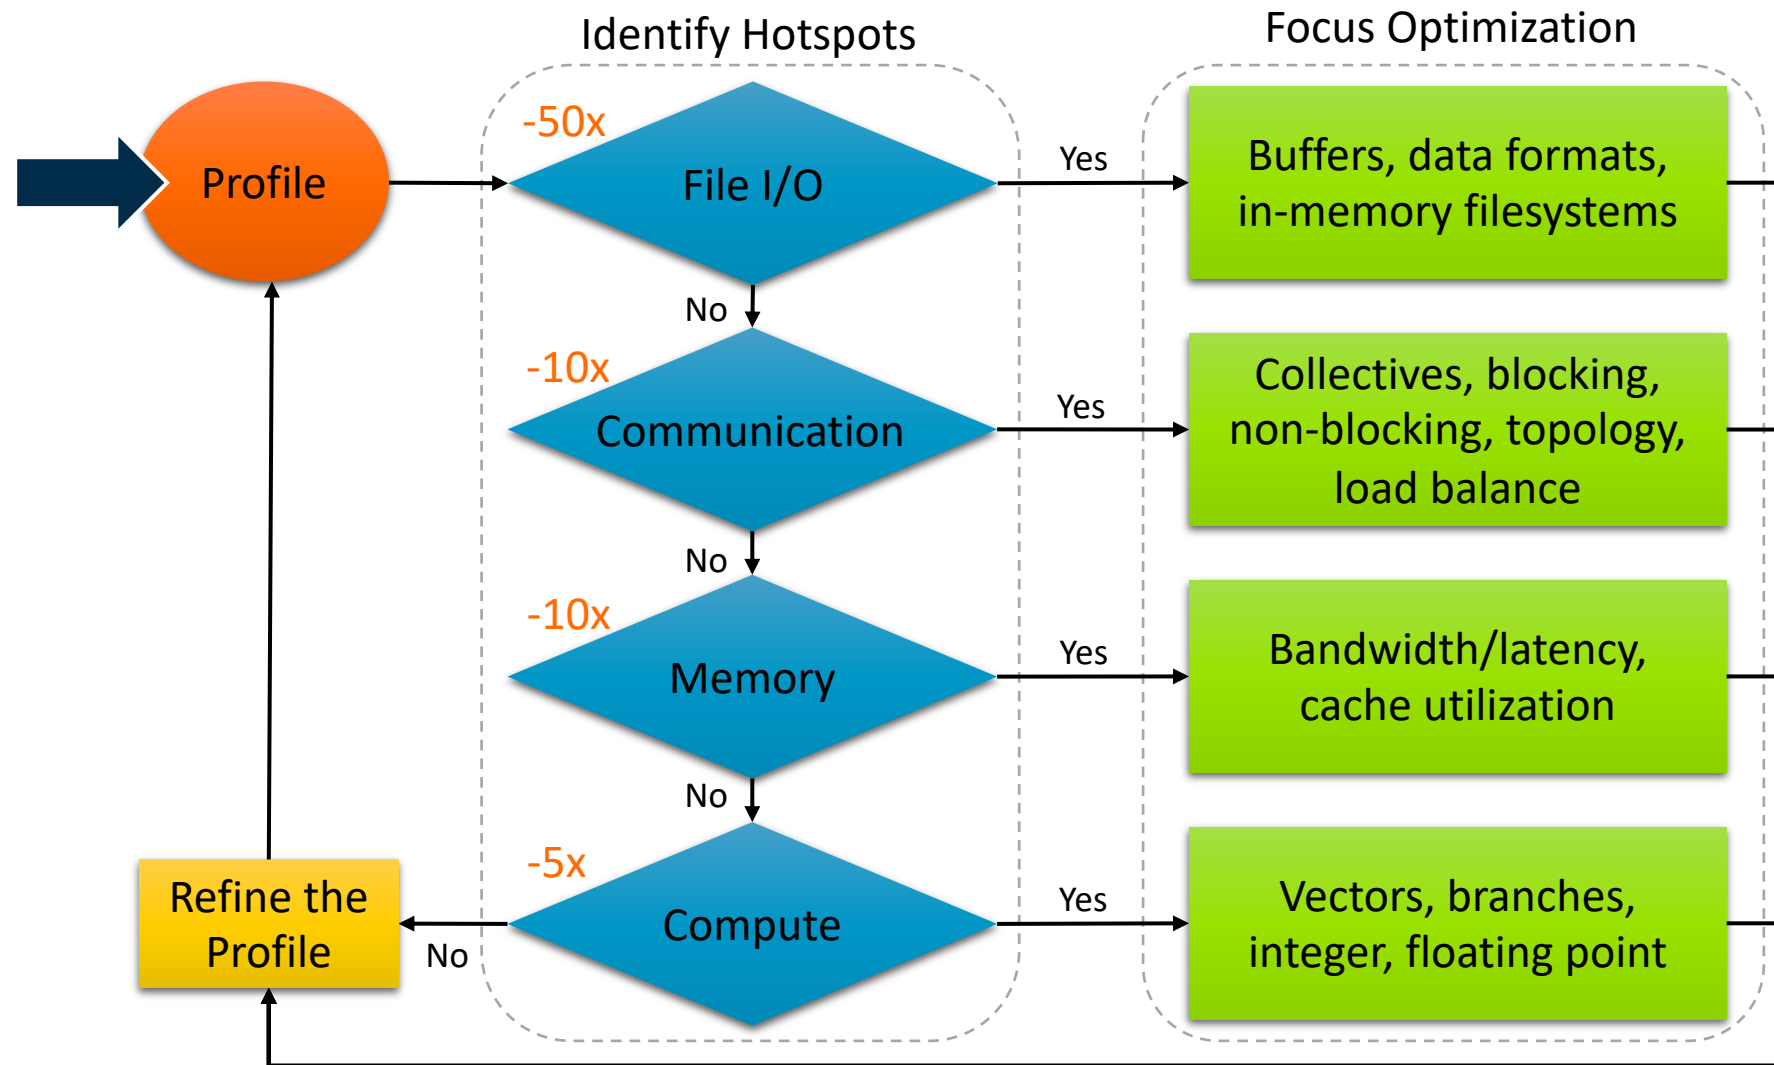 Identify Hotspots
Focus Optimization
Profile
-50x
File I/O
Yes
Buffers, data formats,
in-memory filesystems
No
-10x
Communication
Yes
Collectives, blocking,
non-blocking, topology,
load balance
No
-10x
Memory
Yes
Bandwidth/latency,
cache utilization
No
-5x
Compute
Yes
Vectors, branches,
integer, floating point
No
Refine the
Profile